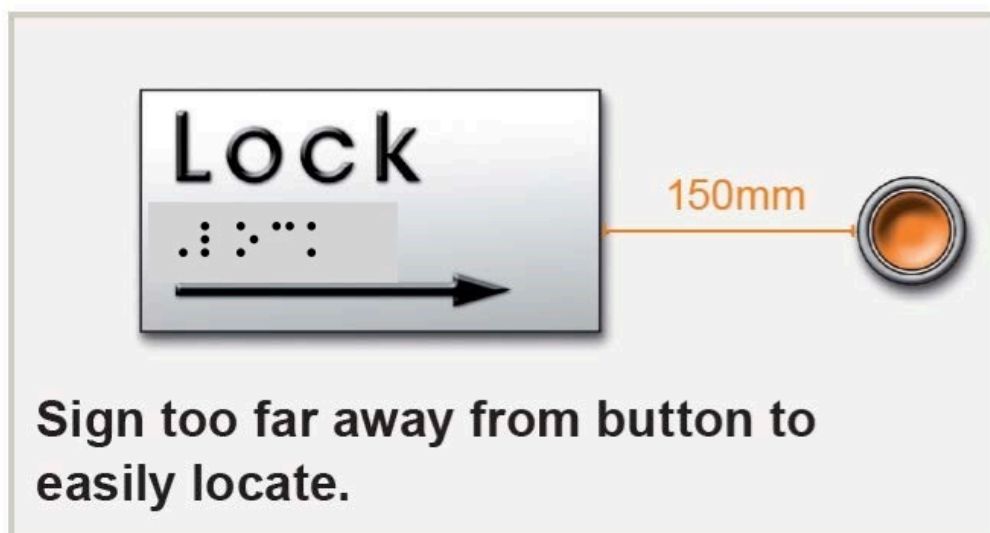 Lock
⠠⠇⠕⠉⠅
150mm
Sign too far away from button to
easily locate.